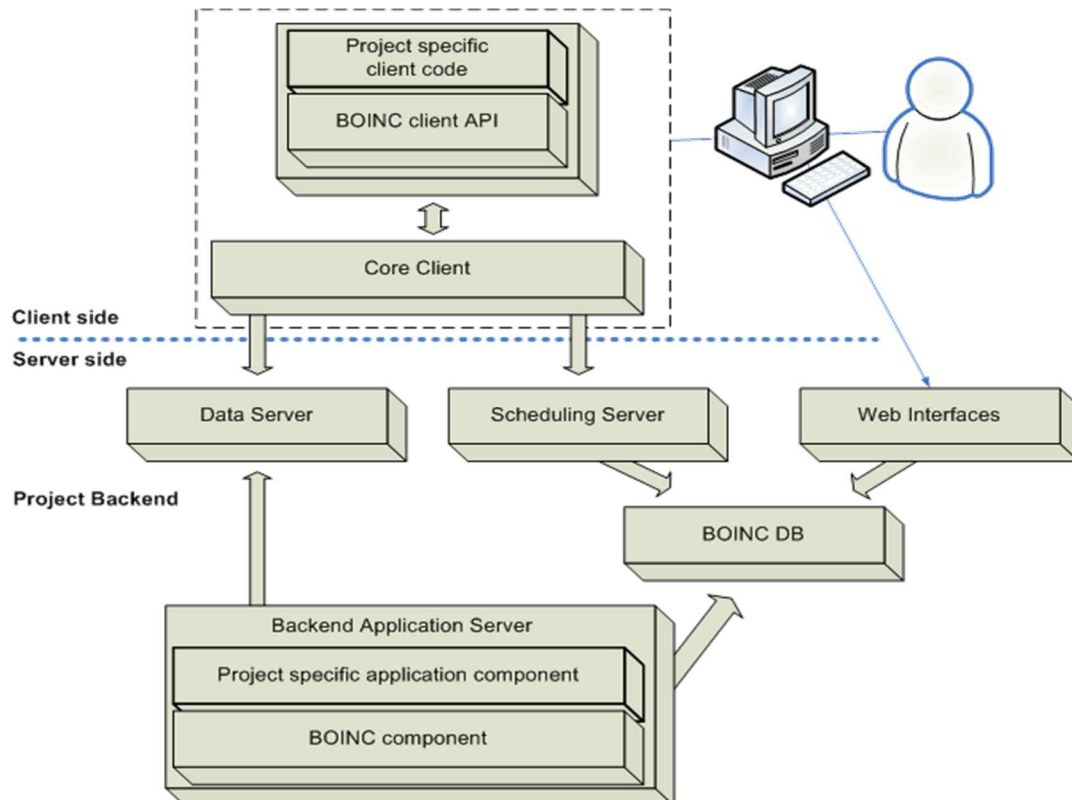 Project specific
client code
BOINC client API
Core Client
Client side
Server side
Data Server
Scheduling Server
Web Interfaces
Project Backend
BOINC DB
Backend Application Server
Project specific application component
BOINC component